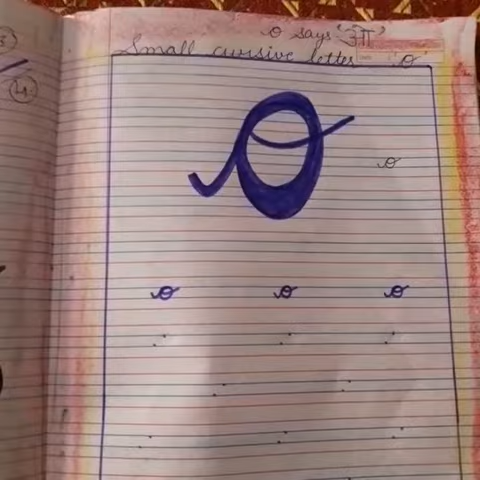 o says 'ऑ'
Small cursive letter 'o'
o
o
o o o